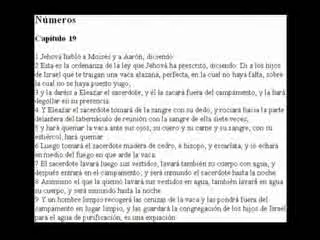 Números
Capítulo 19
1 Jehová habló a Moisés y a Aarón, diciendo
2 Esta es la ordenanza de la ley que Jehová ha prescrito, diciendo: Di a los hijos
de Israel que te traigan una vaca alazana, perfecta, en la cual no haya falta, sobre
la cual no se haya puesto yugo;
3 y la daréis a Eleazar el sacerdote, y él la sacará fuera del campamento, y la hará
degollar en su presencia
4 Y Eleazar el sacerdote tomará de la sangre con su dedo, y rociará hacia la parte
delantera del tabernáculo de reunión con la sangre de ella siete veces;
5 y hará quemar la vaca ante sus ojos; su cuero y su carne y su sangre, con su
estiércol, hará quemar
6 Luego tomará el sacerdote madera de cedro, e hisopo, y escarlata, y lo echará
en medio del fuego en que arde la vaca
7 El sacerdote lavará luego sus vestidos, lavará también su cuerpo con agua, y
después entrará en el campamento; y será inmundo el sacerdote hasta la noche
8 Asimismo el que la quemó lavará sus vestidos en agua, también lavará en agua
su cuerpo, y será inmundo hasta la noche
9 Y un hombre limpio recogerá las cenizas de la vaca y las pondrá fuera del
campamento en lugar limpio, y las guardará la congregación de los hijos de Israel
para el agua de purificación; es una expiación